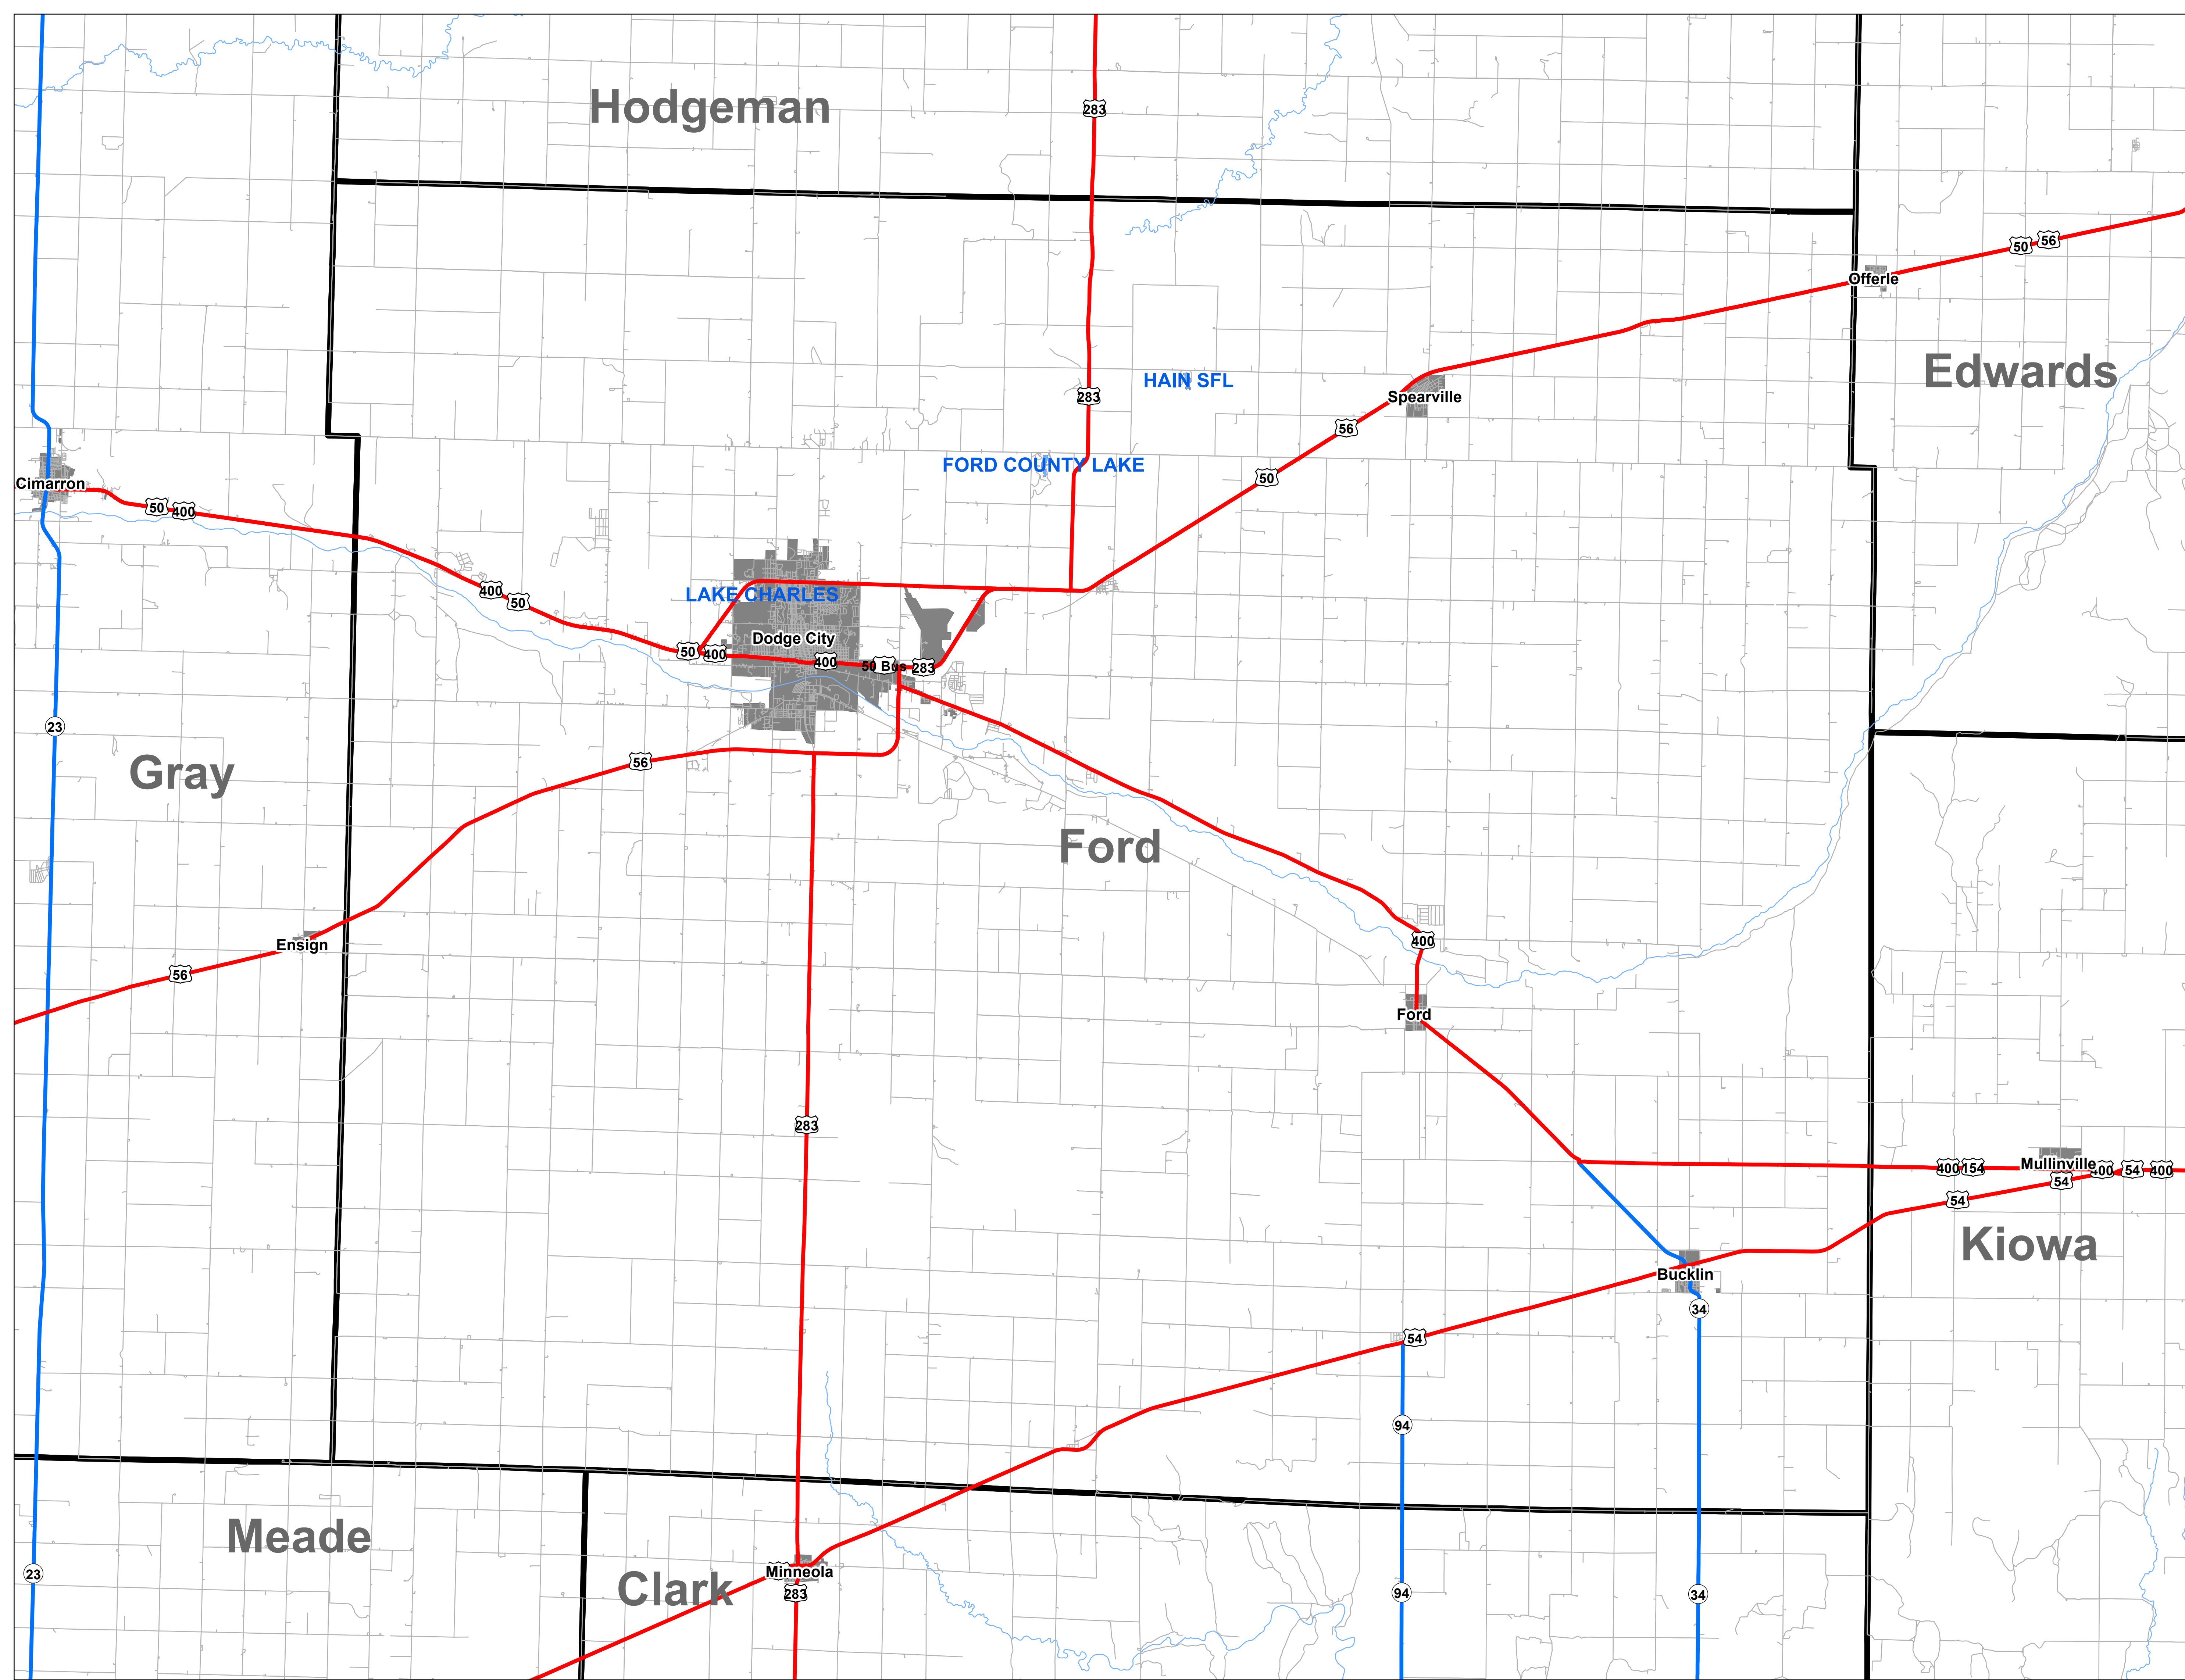 Hodgeman
283
50 56
Offerle
Edwards
HAIN SFL
283
Spearville
56
FORD COUNTY LAKE
50
Cimarron
50 400
400
50
LAKE CHARLES
Dodge City
50 400
400
50 Bus
283
23
56
Gray
Ford
400
Ensign
56
Ford
283
400 154
Mullinville
400 54 400
54
54
Kiowa
Bucklin
34
54
94
Meade
Clark
Minneola
23
283
94
34